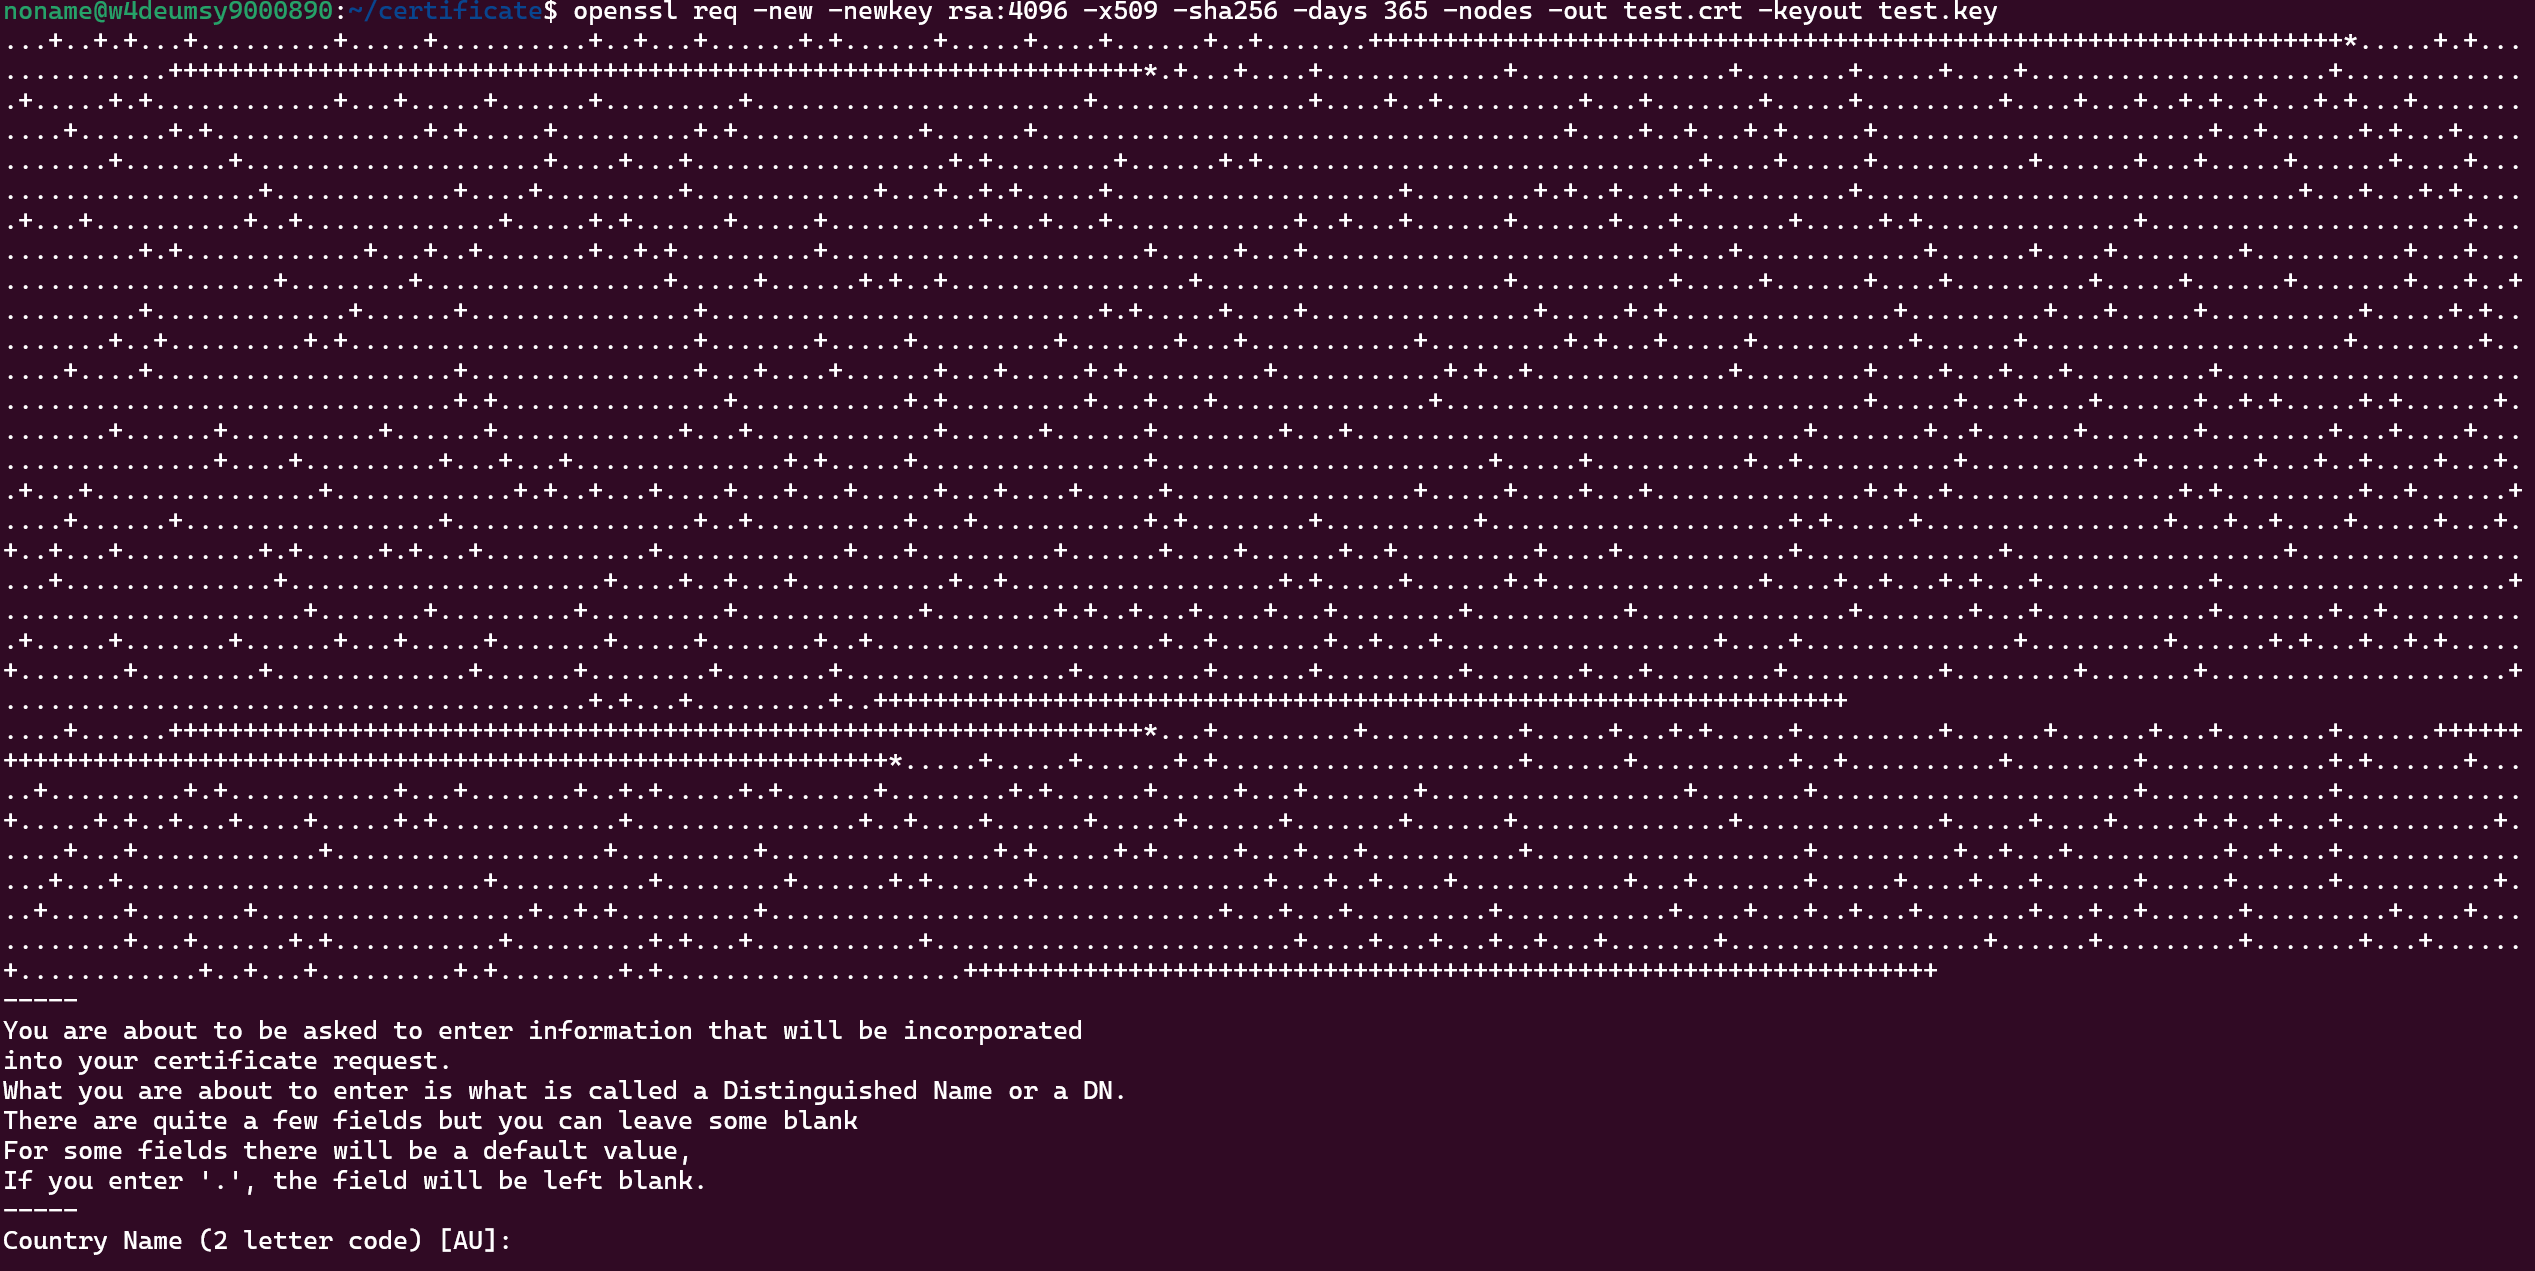 noname@w4deumsy9000890:~/certificate$ openssl req -new -newkey rsa:4096 -x509 -sha256 -days 365 -nodes -out test.crt -keyout test.key
-----
You are about to be asked to enter information that will be incorporated
into your certificate request.
What you are about to enter is what is called a Distinguished Name or a DN.
There are quite a few fields but you can leave some blank
For some fields there will be a default value,
If you enter '.', the field will be left blank.
-----
Country Name (2 letter code) [AU]: